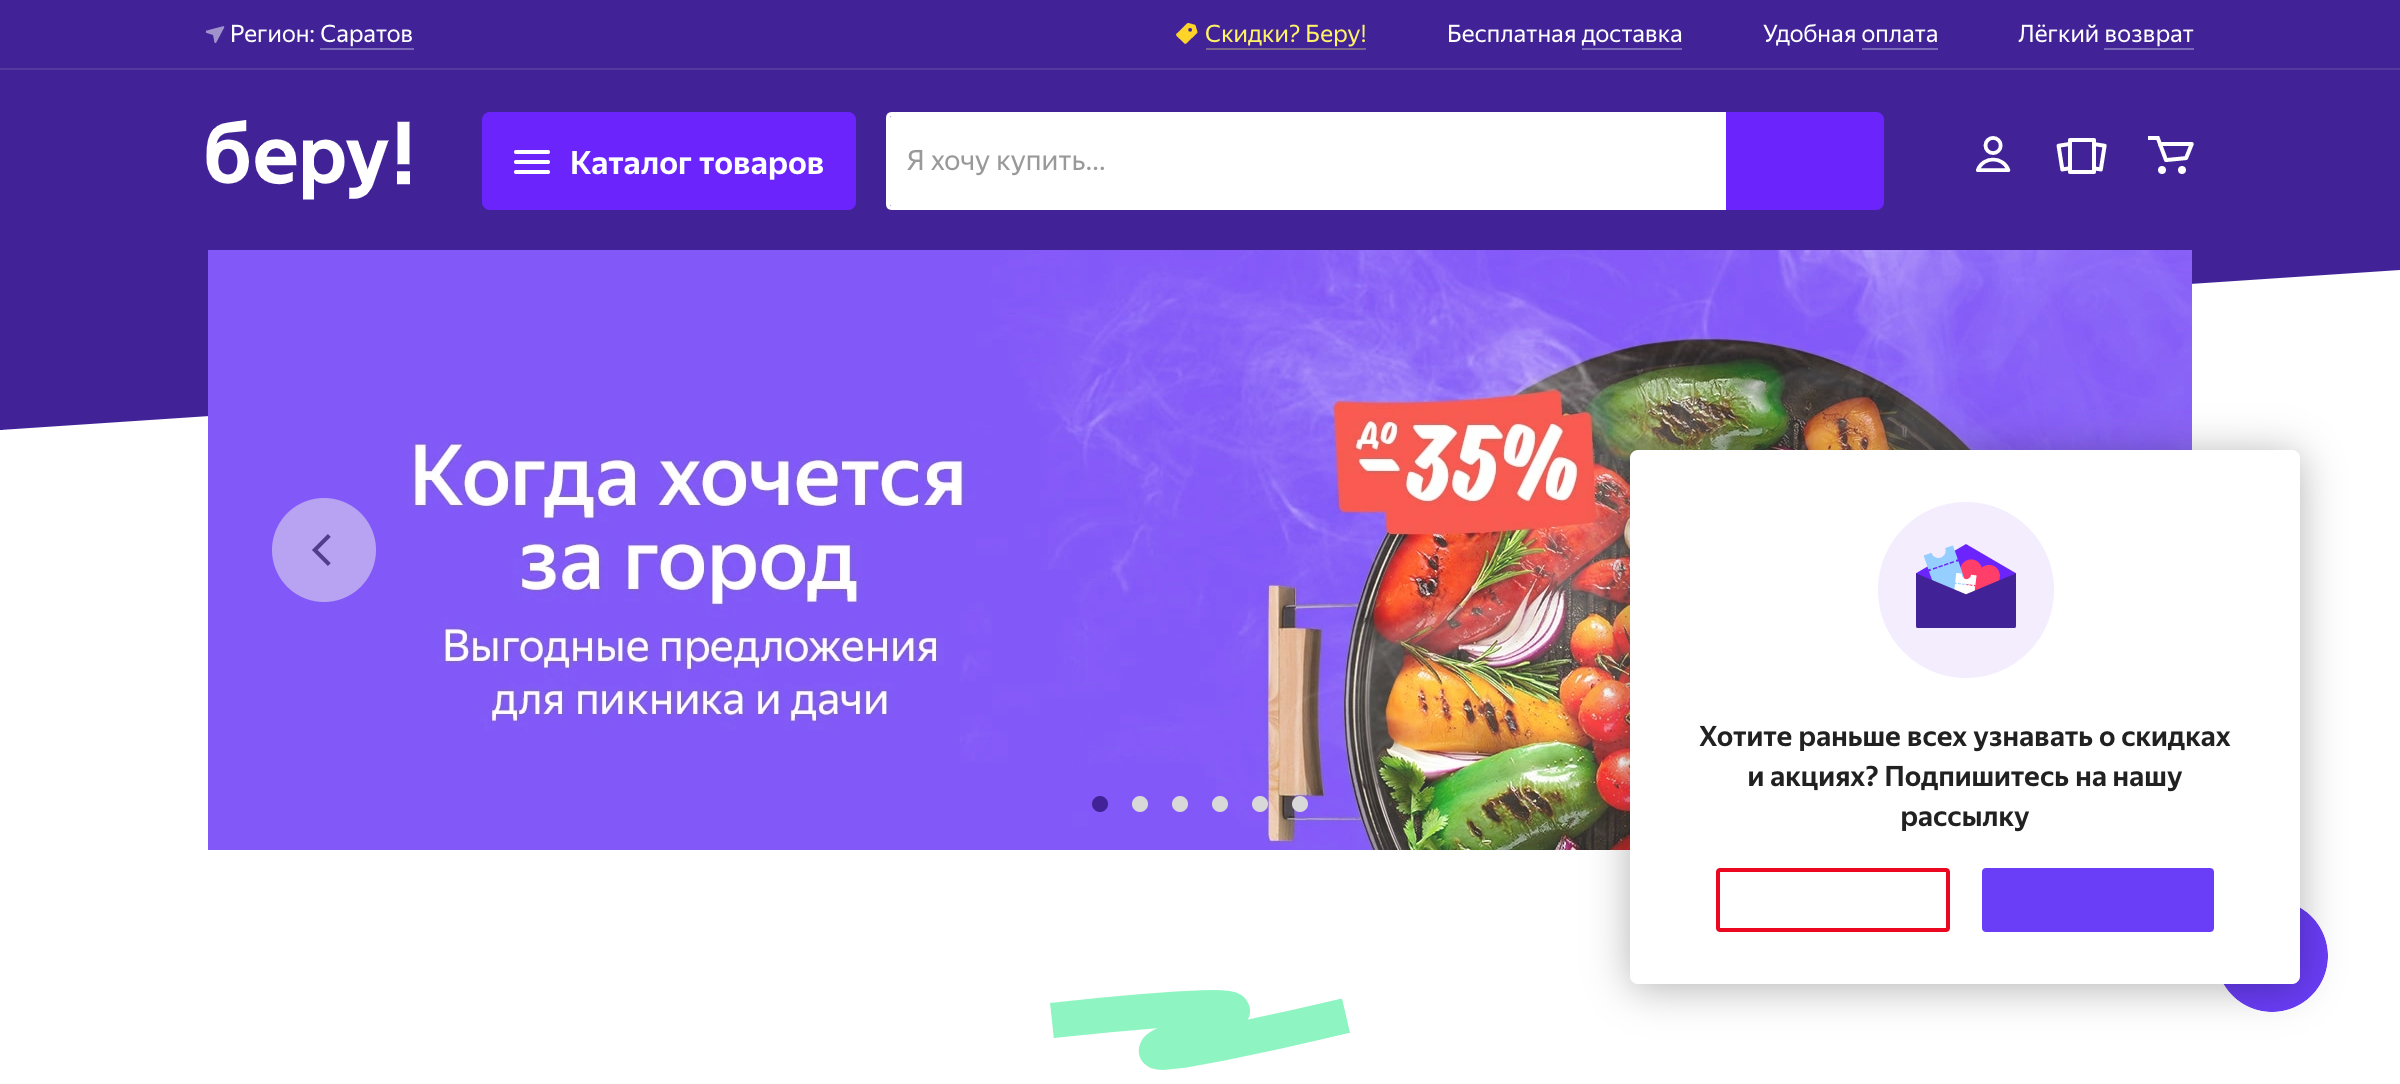 Регион: Саратов
Скидки? Беру!
Бесплатная доставка
Удобная оплата
Лёгкий возврат
беру!
Каталог товаров
Я хочу купить...
Когда хочется
за город
Выгодные предложения
для пикника и дачи
до
-35%
Хотите раньше всех узнавать о скидках
и акциях? Подпишитесь на нашу
рассылку